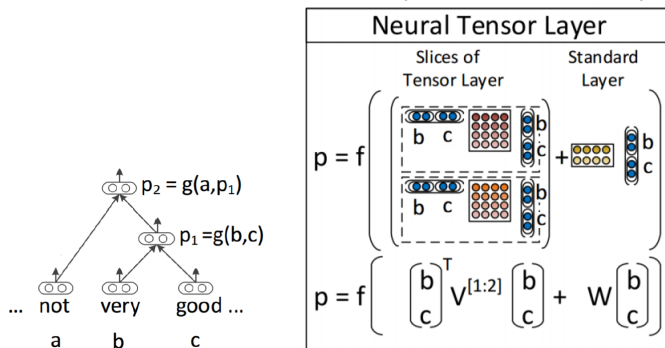 p₂ = g(a,p₁)
p₁ =g(b,c)
... not very good ...
a b c
Neural Tensor Layer
Slices of Standard
Tensor Layer Layer
b c b c
p = f + b c
b c b c
p = f ( [b c]ᵀ V[1:2] [b c] + W [b c] )